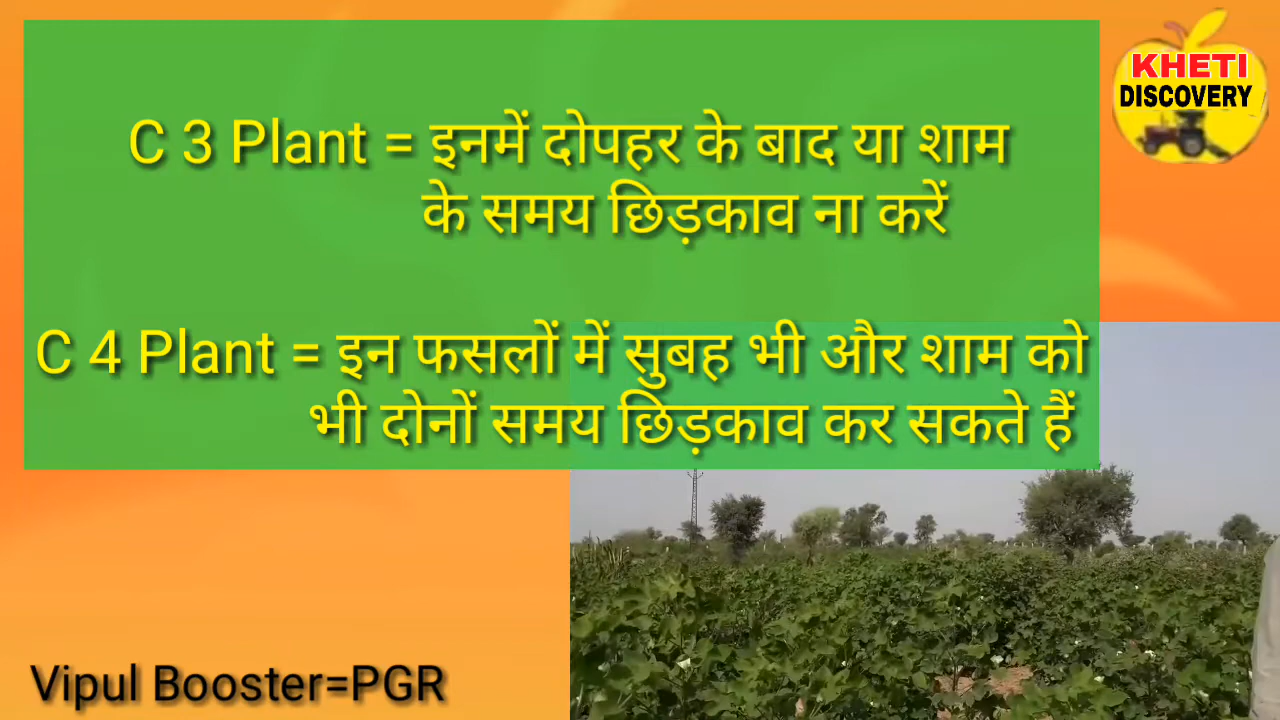 KHETI
DISCOVERY
C 3 Plant = इनमें दोपहर के बाद या शाम
के समय छिड़काव ना करें
C 4 Plant = इन फसलों में सुबह भी और शाम को
भी दोनों समय छिड़काव कर सकते हैं
Vipul Booster=PGR